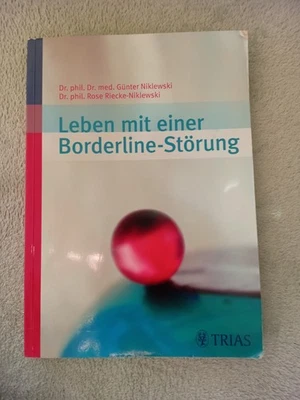 Dr. phil. Dr. med. Günter Niklewski
Dr. phil. Rose Riecke-Niklewski
Leben mit einer
Borderline-Störung
TRIAS